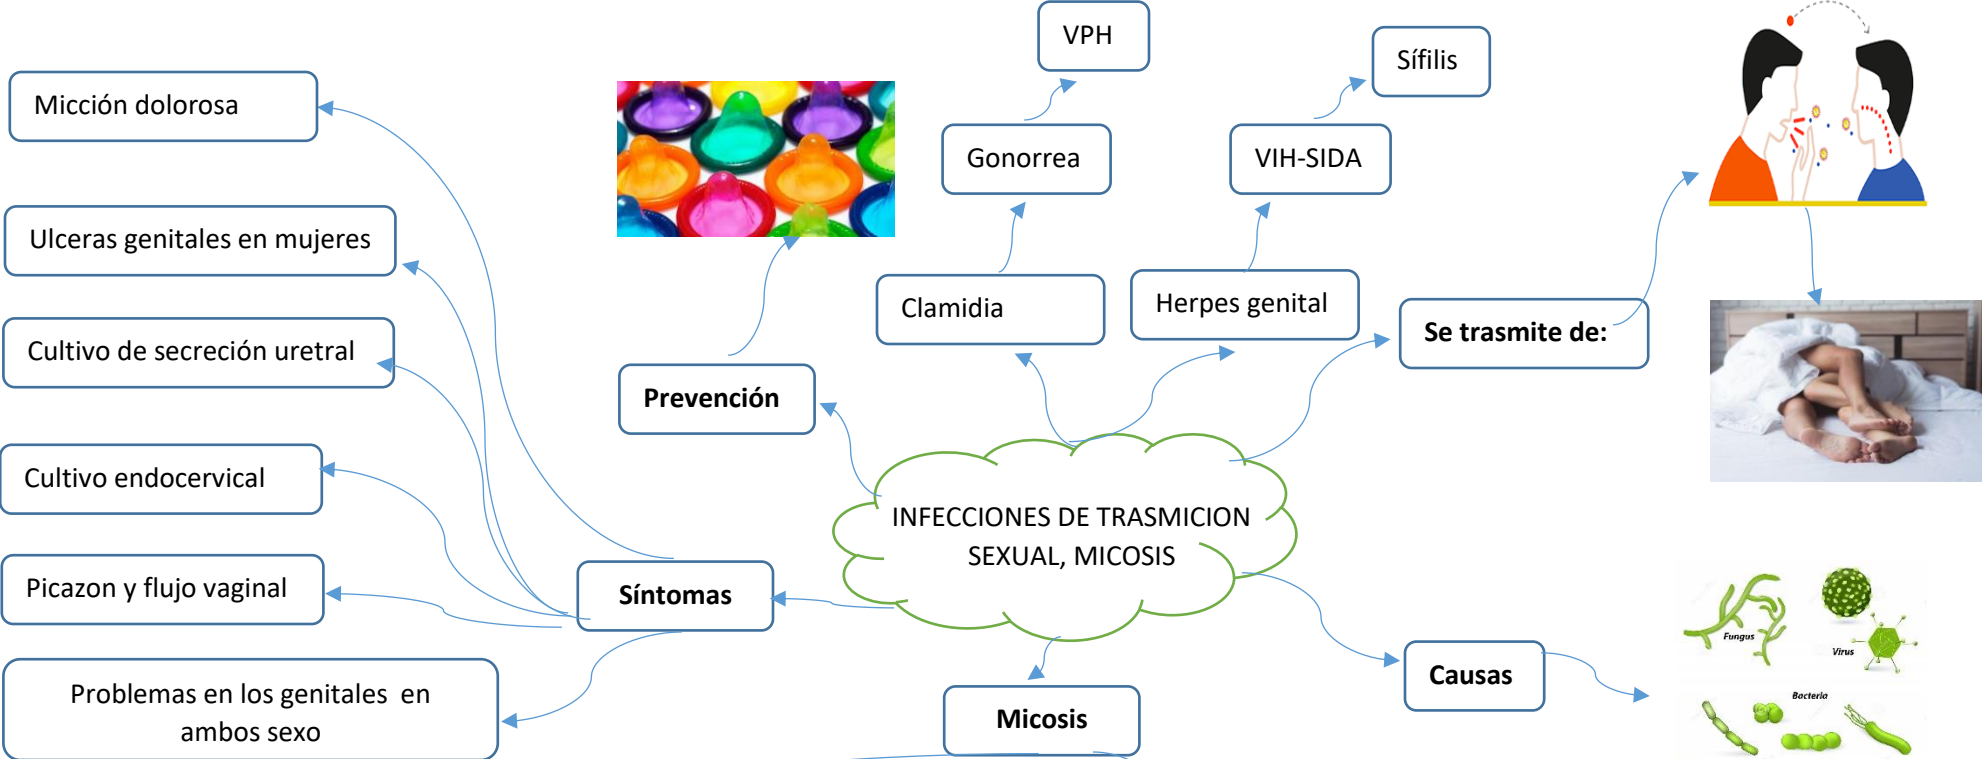 VPH
Sífilis
Micción dolorosa
Gonorrea
VIH-SIDA
Ulceras genitales en mujeres
Clamidia
Herpes genital
Se trasmite de:
Cultivo de secreción uretral
Prevención
Cultivo endocervical
INFECCIONES DE TRASMICION
SEXUAL, MICOSIS
Picazon y flujo vaginal
Síntomas
Fungus
Virus
Causas
Problemas en los genitales  en
ambos sexo
Bacteria
Micosis